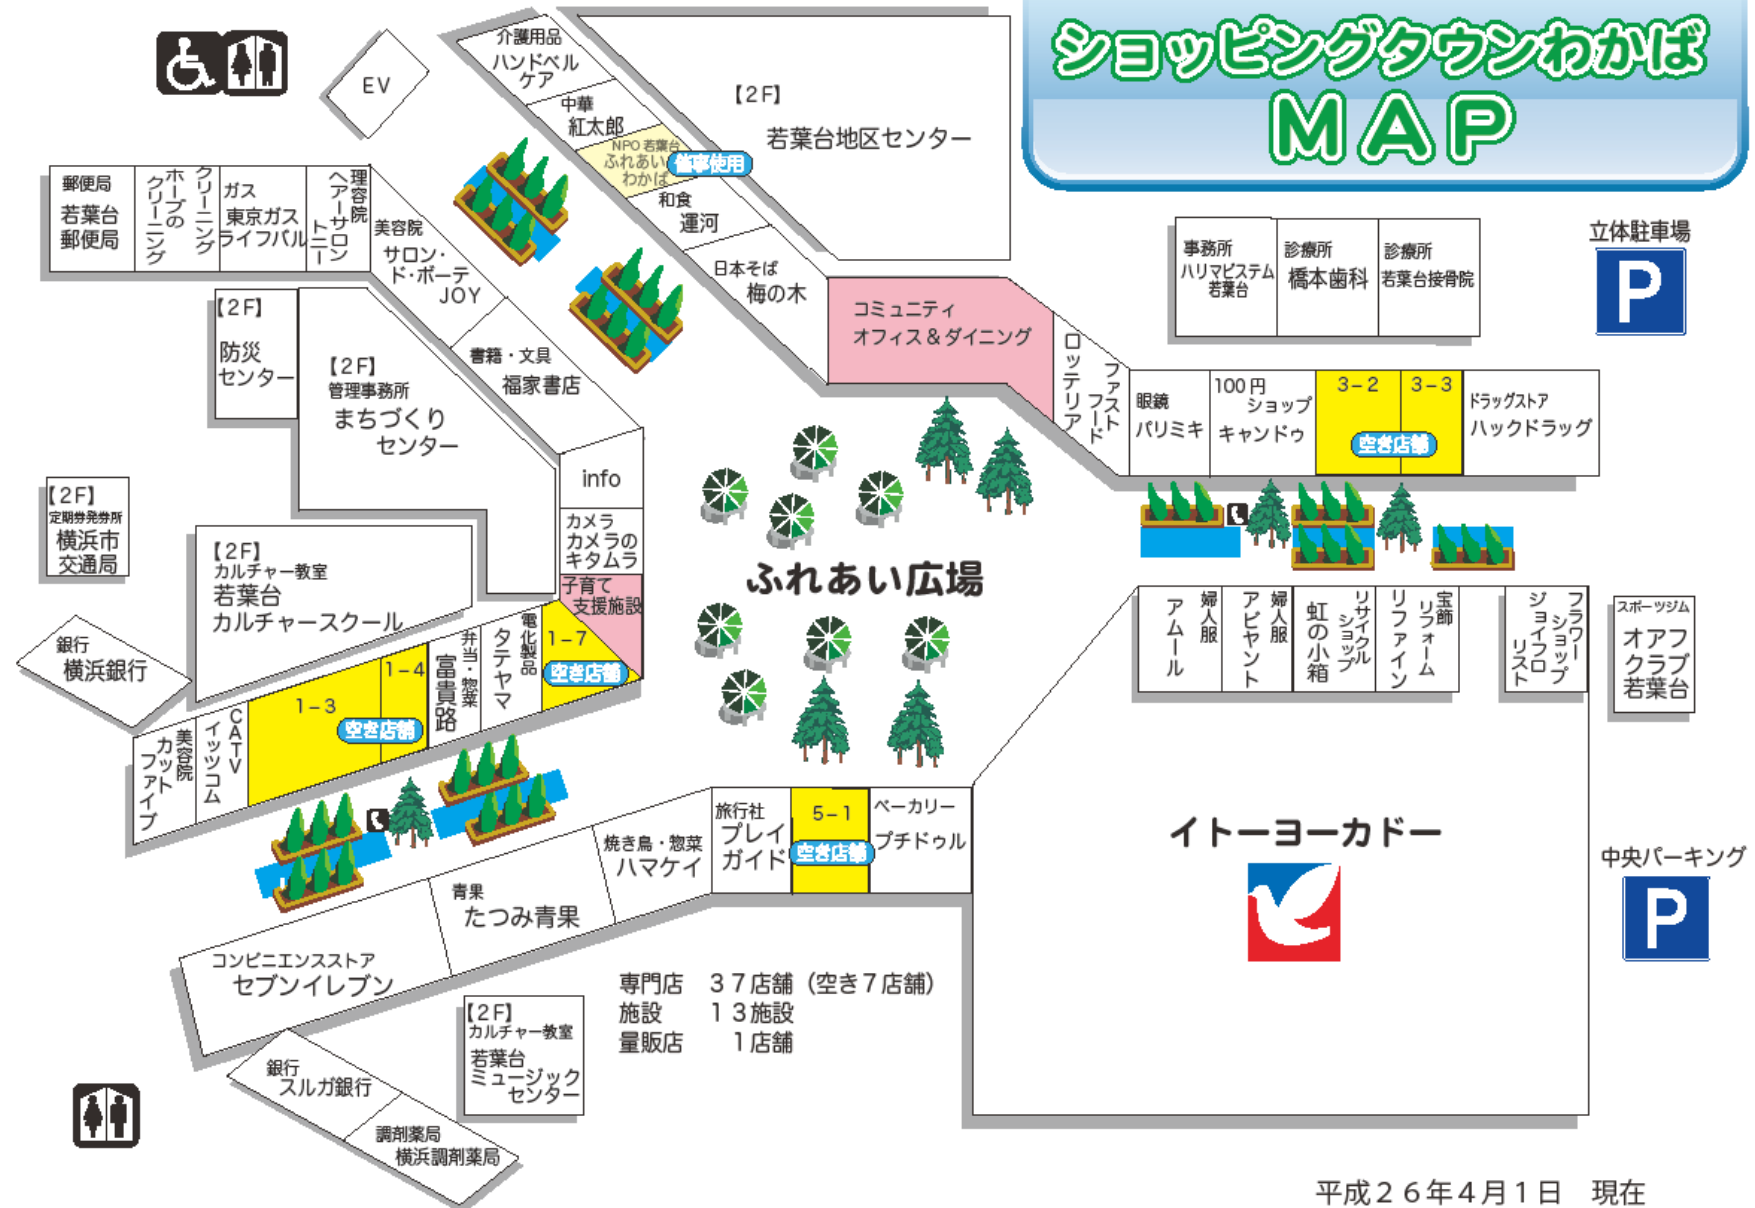 ショッピングタウンわかば
MAP
EV
介護用品
ハンドベル
ケア
中華
紅太郎
NPO 若葉台
ふれあい
わかば
催事使用
和食
運河
日本そば
梅の木
【2F】
若葉台地区センター
コミュニティ
オフィス&ダイニング
ファスト
フード
ロッテリア
眼鏡
パリミキ
100円
ショップ
キャンドゥ
3-2
3-3
空き店舗
ドラッグストア
ハックドラッグ
事務所
ハリマビステム
若葉台
診療所
橋本歯科
診療所
若葉台接骨院
立体駐車場
P
郵便局
若葉台
郵便局
クリーニング
ホープの
クリーニング
ガス
東京ガス
ライフバル
理容院
ヘアーサロン
トニー
美容院
サロン・
ド・ボーテ
JOY
書籍・文具
福家書店
【2F】
防災
センター
【2F】
管理事務所
まちづくり
センター
info
カメラ
カメラの
キタムラ
子育て
支援施設
【2F】
定期券発券所
横浜市
交通局
【2F】
カルチャー教室
若葉台
カルチャースクール
銀行
横浜銀行
美容院
カット
ファイブ
CATV
イッツコム
1-3
1-4
空き店舗
弁当・惣菜
富貴路
電化製品
タテヤマ
1-7
空き店舗
ふれあい広場
婦人服
アムール
婦人服
アビヤント
リサイクル
ショップ
虹の小箱
宝飾
リフォーム
リファイン
フラワー
ショップ
ジョイフロ
リスト
スポーツジム
オアフ
クラブ
若葉台
イトーヨーカドー
中央パーキング
P
旅行社
プレイ
ガイド
5-1
空き店舗
ベーカリー
プチドゥル
焼き鳥・惣菜
ハマケイ
青果
たつみ青果
コンビニエンスストア
セブンイレブン
銀行
スルガ銀行
調剤薬局
横浜調剤薬局
【2F】
カルチャー教室
若葉台
ミュージック
センター
専門店 37店舗(空き7店舗)
施設 13施設
量販店 1店舗
平成26年4月1日 現在